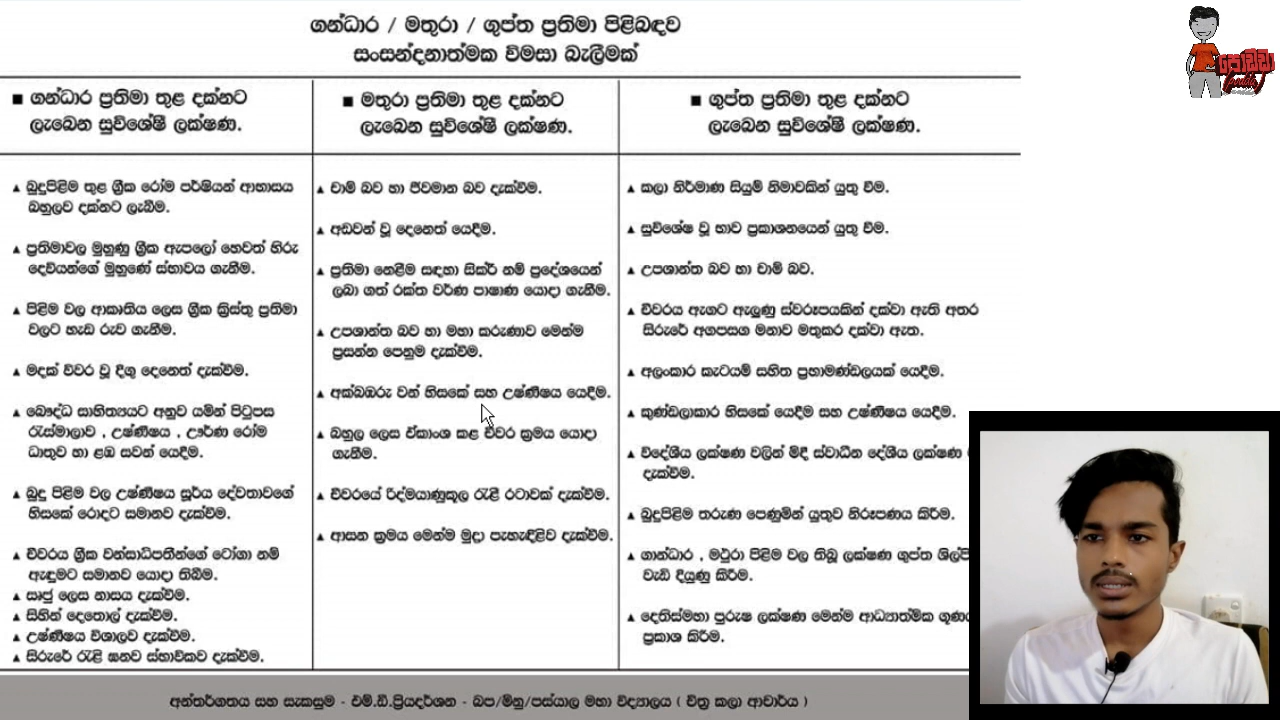 ගන්ධාර / මතුරා / ගුප්ත ප්‍රතිමා පිළිබඳව
සංසන්දනාත්මක විමසා බැලීමක්
■ ගන්ධාර ප්‍රතිමා තුළ දක්නට
ලැබෙන සුවිශේෂී ලක්ෂණ.
▲ බුදුපිළිම තුළ ග්‍රීක රෝම පර්ෂියන් ආභාසය
බහුලව දක්නට ලැබීම.
▲ ප්‍රතිමාවල මුහුණු ග්‍රීක ඇපලෝ හෙවත් හිරු
දෙවියන්ගේ මුහුණේ ස්භාවය ගැනීම.
▲ පිළිම වල ආකෘතිය ලෙස ග්‍රීක ක්‍රිස්තු ප්‍රතිමා
වලට හැඩ රුව ගැනීම.
▲ මදක් විවර වූ දිගු දෙනෙත් දැක්වීම.
▲ බෞද්ධ සාහිත්‍යයට අනුව යමින් පිටුපස
රැස්මාලාව , උෂ්ණීෂය , ඌර්ණ රෝම
ධාතුව හා ළඹ සවන් යෙදීම.
▲ බුදු පිළිම වල උෂ්ණීෂය සූර්ය දේවතාවගේ
හිසකේ රොදට සමානව දැක්වීම.
▲ චීවරය ග්‍රීක වන්සාධිපතීන්ගේ ටෝගා නම්
ඇඳුමට සමානව යොදා තිබීම.
▲ සෘජු ලෙස නාසය දැක්වීම.
▲ සිහින් දෙතොල් දැක්වීම.
▲ උෂ්ණීෂය විශාලව දැක්වීම.
▲ සිරුරේ රැළි ඝනව ස්භාවිකව දැක්වීම.
■ මතුරා ප්‍රතිමා තුළ දක්නට
ලැබෙන සුවිශේෂී ලක්ෂණ.
▲ චාම් බව හා ජීවමාන බව දැක්වීම.
▲ අඩවන් වූ දෙනෙත් යෙදීම.
▲ ප්‍රතිමා නෙළීම සඳහා සික්රි නම් ප්‍රදේශයෙන්
ලබා ගත් රක්ත වර්ණ පාෂාණ යොදා ගැනීම.
▲ උපශාන්ත බව හා මහා කරුණාව මෙන්ම
ප්‍රසන්න පෙනුම දැක්වීම.
▲ අක්බඹරු වන් හිසකේ සහ උෂ්ණීෂය යෙදීම.
▲ බහුල ලෙස ඒකාංශ කළ චීවර ක්‍රමය යොදා
ගැනීම.
▲ චීවරයේ රිද්මයානුකූල රැළී රටාවක් දැක්වීම.
▲ ආසන ක්‍රමය මෙන්ම මුද්‍රා පැහැදිළිව දැක්වීම.
■ ගුප්ත ප්‍රතිමා තුළ දක්නට
ලැබෙන සුවිශේෂී ලක්ෂණ.
▲ කලා නිර්මාණ සියුම් නිමාවකින් යුතු වීම.
▲ සුවිශේෂ වූ භාව ප්‍රකාශනයෙන් යුතු වීම.
▲ උපශාන්ත බව හා චාම් බව.
▲ චීවරය ඇගට ඇලුණු ස්වරූපයකින් දක්වා ඇති අතර
සිරුරේ අගපසග මනාව මතුකර දක්වා ඇත.
▲ අලංකාර කැටයම් සහිත ප්‍රභාමණ්ඩලයක් යෙදීම.
▲ කුණ්ඩලාකාර හිසකේ යෙදීම සහ උෂ්ණීෂය යෙදීම.
▲ විදේශීය ලක්ෂණ වලින් මිදී ස්වාධීන දේශීය ලක්ෂණ
දැක්වීම.
▲ බුදුපිළිම තරුණ පෙණුමින් යුතුව නිරූපණය කිරීම.
▲ ගාන්ධාර , මථුරා පිළිම වල තිබූ ලක්ෂණ ගුප්ත
වැඩි දියුණු කිරීම.
▲ දෙතිස්මහා පුරුෂ ලක්ෂණ මෙන්ම ආධ්‍යාත්මික
ප්‍රකාශ කිරීම.
අන්තර්ගතය සහ සැකසුම - එම්.ඩී.ප්‍රියදර්ශන - බප/මිනු/පස්යාල මහා විද්‍යාලය ( චිත්‍ර කලා ආචාර්ය )
පොඩ්ඩා